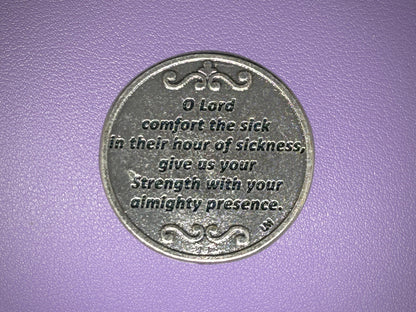 O Lord
comfort the sick
in their hour of sickness,
give us your
Strength with your
almighty presence.